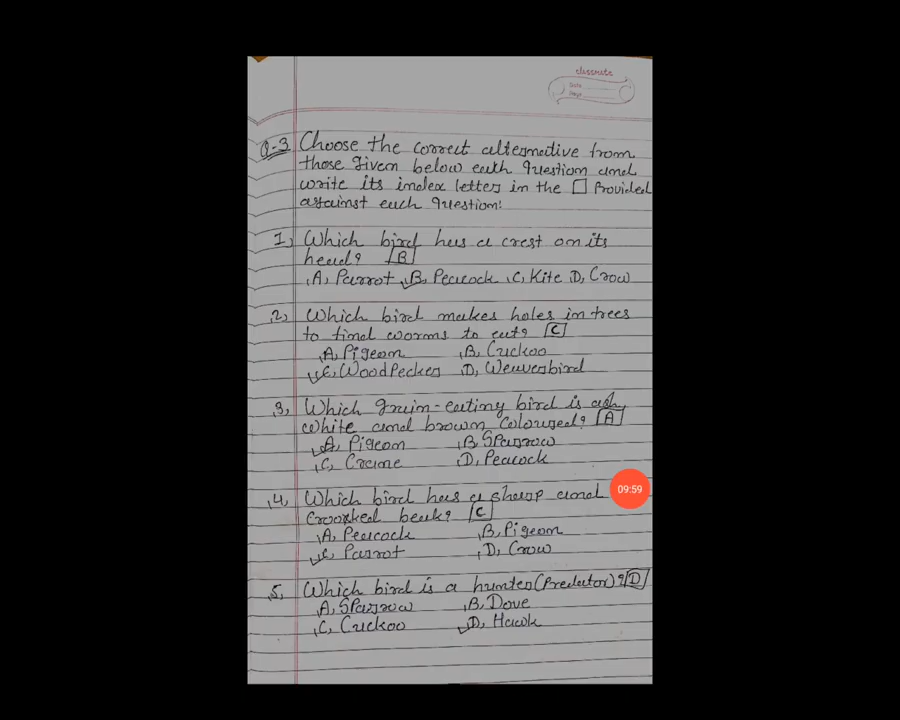 classmate
Date
Page
Q-3 Choose the correct alternative from
those given below each question and
write its index letter in the □ Provided
against each question:
1, Which bird has a crest on its
head? B
A, Parrot B, Peacock C, Kite D, Crow
2, Which bird makes holes in trees
to find worms to eat? C
A, Pigeon B, Cuckoo
C, WoodPecker D, Weaverbird
3, Which grain-eating bird is ash,
white and brown coloured? A
A, Pigeon B, Sparrow
C, Crane D, Peacock
4, Which bird has a sharp and
crooked beak? C
A, Peacock B, Pigeon
C, Parrot D, Crow
5, Which bird is a hunter(Predator)? D
A, Sparrow B, Dove
C, Cuckoo D, Hawk
09:59